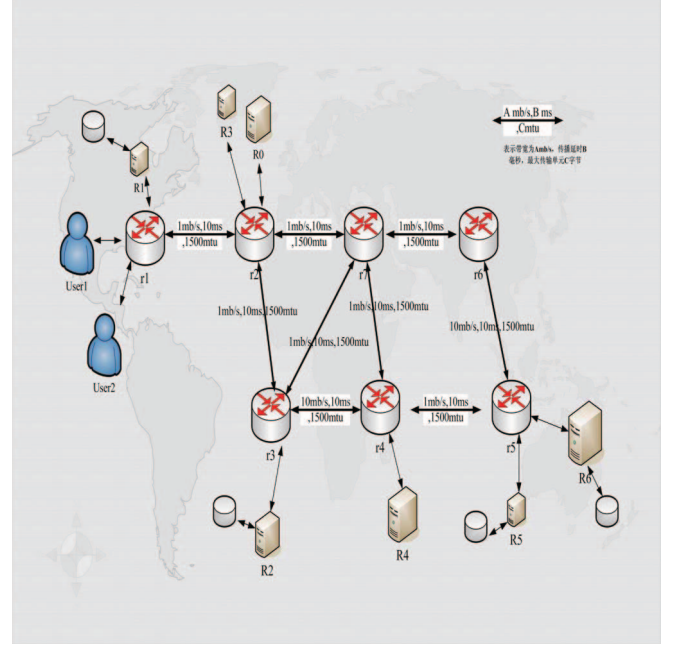 A mb/s,B ms
,Cmtu
表示带宽为Amb/s，传播延时B
毫秒，最大传输单元C字节
R3
R0
R1
1mb/s,10ms
,1500mtu
1mb/s,10ms
,1500mtu
1mb/s,10ms
,1500mtu
User1
r1
r2
r7
r6
1mb/s,10ms,1500mtu
1mb/s,10ms,1500mtu
1mb/s,10ms,1500mtu
10mb/s,10ms,1500mtu
User2
10mb/s,10ms
,1500mtu
1mb/s,10ms
,1500mtu
r3
r4
r5
R6
R2
R4
R5